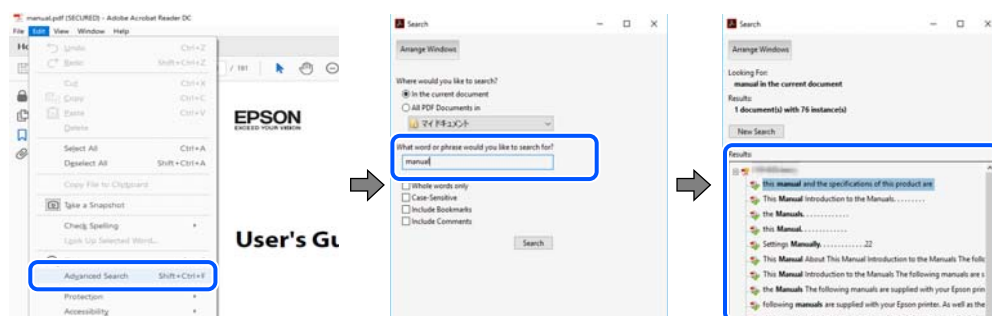 manual.pdf (SECURED) - Adobe Acrobat Reader DC
File Edit View Window Help
Undo Ctrl+Z
Redo Shift+Ctrl+Z
Cut Ctrl+X
Copy Ctrl+C
Paste Ctrl+V
Delete
Select All Ctrl+A
Deselect All Shift+Ctrl+A
Copy File to Clipboard
Take a Snapshot
Check Spelling
Look Up Selected Word...
Advanced Search Shift+Ctrl+F
Protection
Accessibility
/ 181
EPSON
EXCEED YOUR VISION
User's Gu
Search
Arrange Windows
Where would you like to search?
In the current document
All PDF Documents in
マイ ドキュメント
What word or phrase would you like to search for?
manual
Whole words only
Case-Sensitive
Include Bookmarks
Include Comments
Search
Search
Arrange Windows
Looking For:
manual in the current document
Results:
1 document(s) with 76 instance(s)
New Search
Results:
this manual and the specifications of this product are
This Manual Introduction to the Manuals. . . . . . . .
the Manuals. . . . . . . . . . . .
this Manual. . . . . . . . . . . .
Settings Manually. . . . . . . . . . . .22
This Manual About This Manual Introduction to the Manuals The follo
This Manual Introduction to the Manuals The following manuals are s
the Manuals The following manuals are supplied with your Epson prin
following manuals are supplied with your Epson printer. As well as the